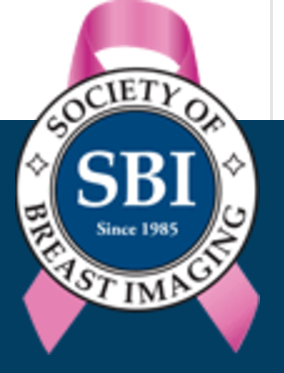 SOCIETY OF
SBI
Since 1985
BREAST IMAGING